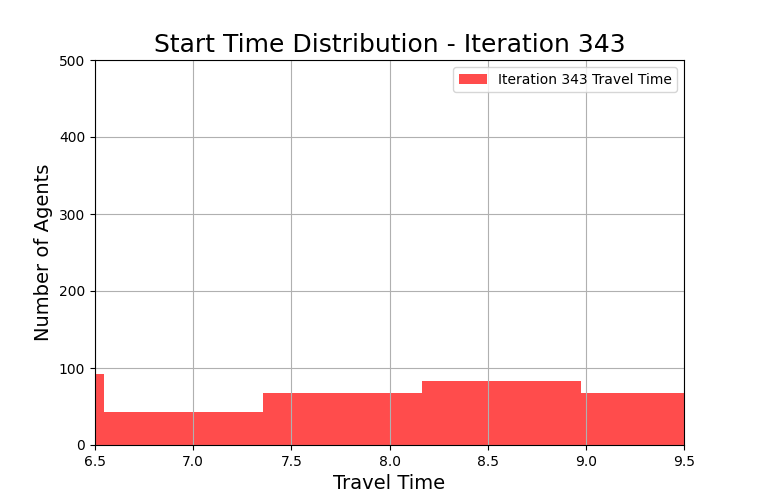 Start Time Distribution - Iteration 343
Iteration 343 Travel Time
Number of Agents
500
400
300
200
100
0
6.5 7.0 7.5 8.0 8.5 9.0 9.5
Travel Time